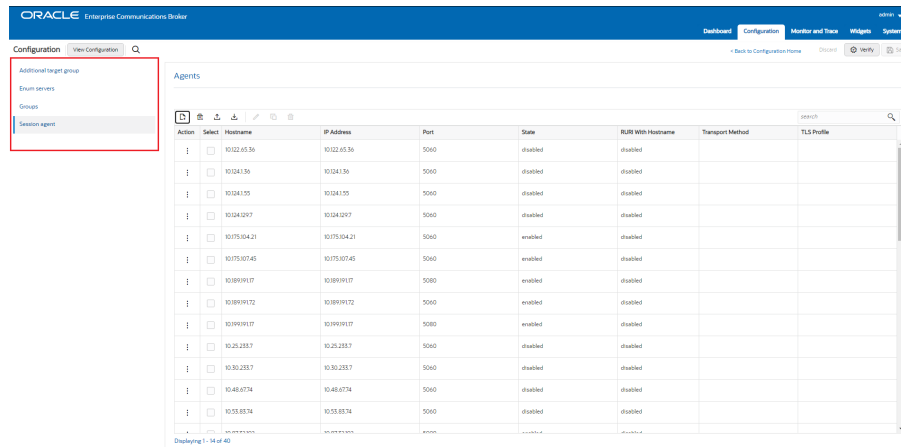 ORACLE Enterprise Communications Broker
admin
Dashboard Configuration Monitor and Trace Widgets System
Configuration View Configuration
< Back to Configuration Home Discard Verify
Additional target group
Enum servers
Groups
Session agent
Agents
search
Action Select Hostname IP Address Port State RURI With Hostname Transport Method TLS Profile
10.122.65.36 10.122.65.36 5060 disabled disabled
10.124.1.36 10.124.1.36 5060 disabled disabled
10.124.1.55 10.124.1.55 5060 disabled disabled
10.124.129.7 10.124.129.7 5060 disabled disabled
10.175.104.21 10.175.104.21 5060 enabled disabled
10.175.107.45 10.175.107.45 5060 enabled disabled
10.189.191.17 10.189.191.17 5080 enabled disabled
10.189.191.72 10.189.191.72 5060 enabled disabled
10.199.191.17 10.199.191.17 5080 enabled disabled
10.25.233.7 10.25.233.7 5060 disabled disabled
10.30.233.7 10.30.233.7 5060 disabled disabled
10.48.67.74 10.48.67.74 5060 disabled disabled
10.53.83.74 10.53.83.74 5060 disabled disabled
Displaying 1 - 14 of 40